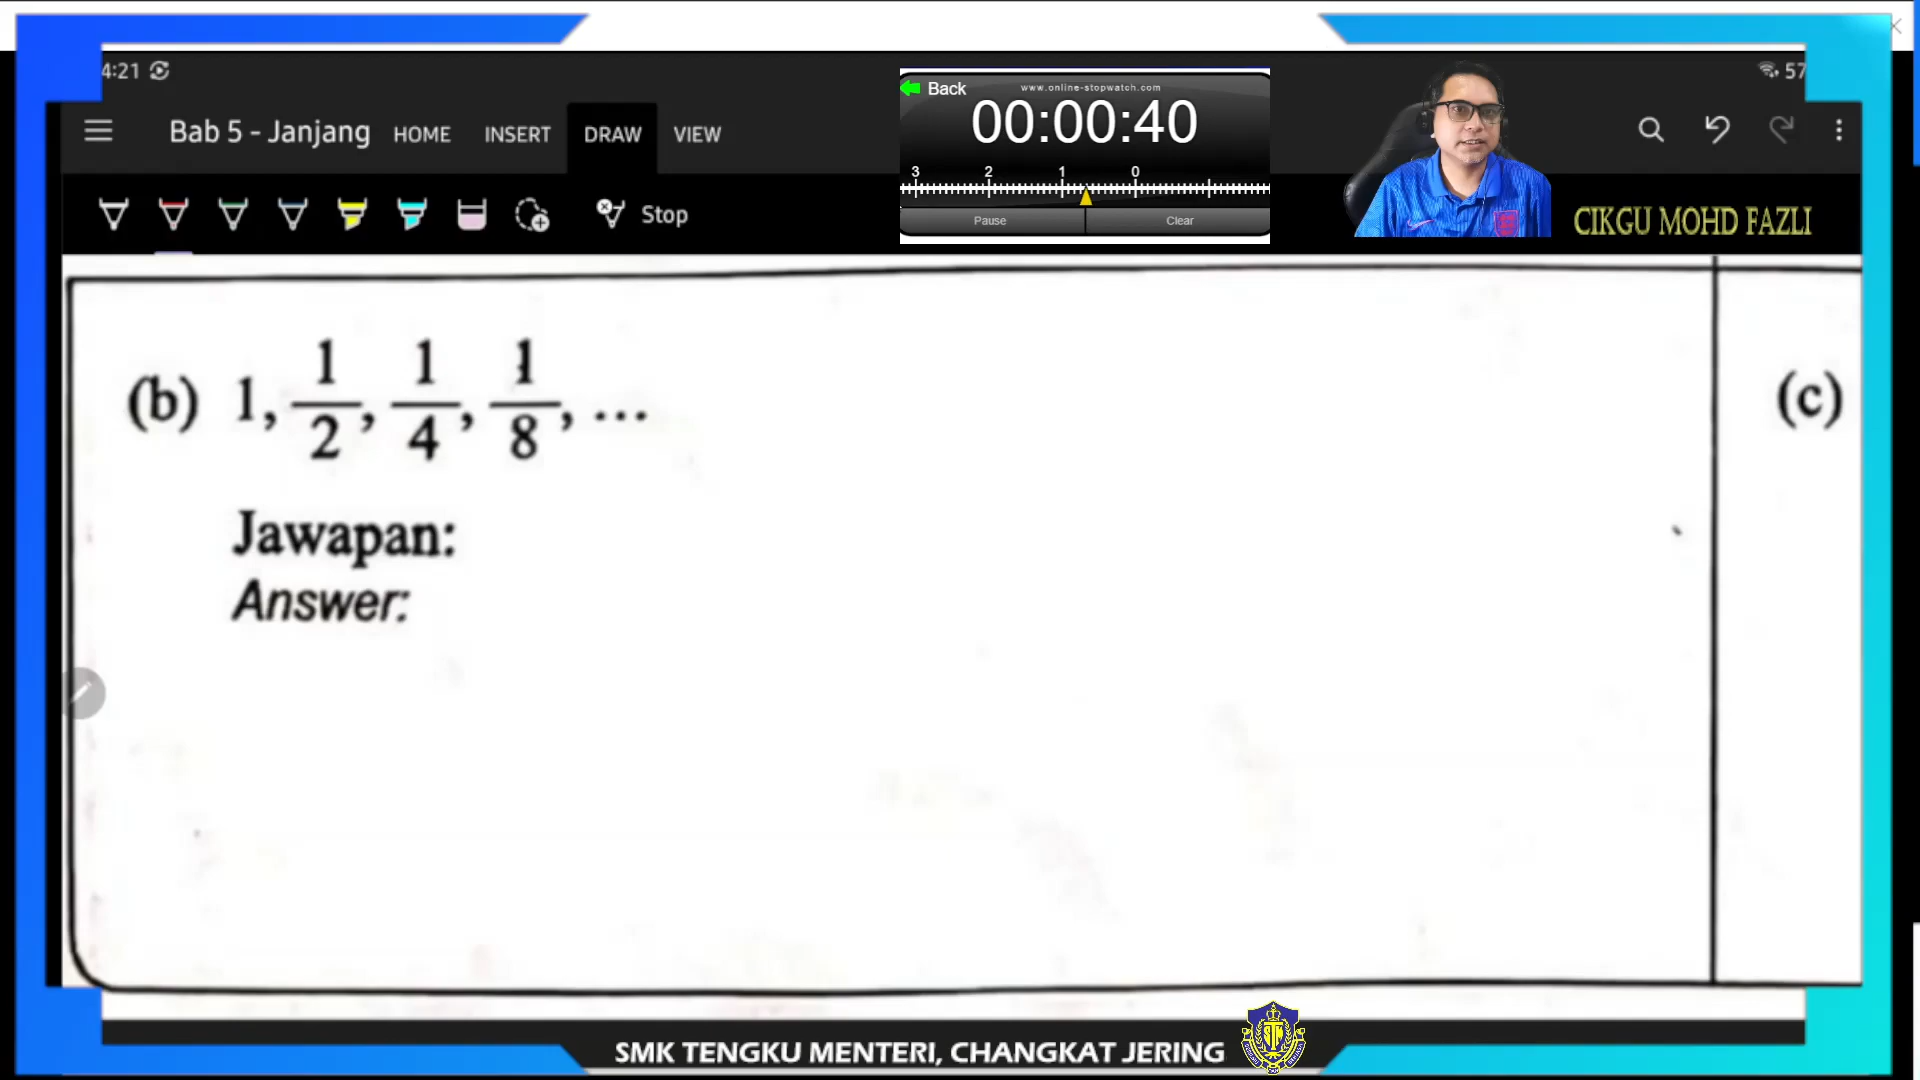 4:21
57
Back
www.online-stopwatch.com
00:00:40
3 2 1 0
Pause Clear
Bab 5 - Janjang HOME INSERT DRAW VIEW
Stop
CIKGU MOHD FAZLI
(b) 1, 1/2, 1/4, 1/8, ...
(c)
Jawapan:
Answer:
SMK TENGKU MENTERI, CHANGKAT JERING